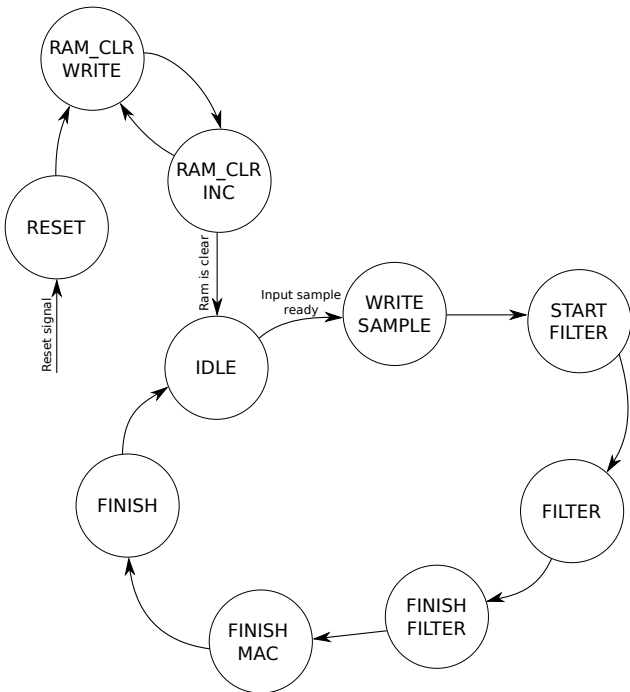 RAM_CLR
WRITE
RAM_CLR
INC
RESET
Reset signal
Ram is clear
Input sample
ready
WRITE
SAMPLE
START
FILTER
IDLE
FINISH
FILTER
FINISH
FILTER
FINISH
MAC